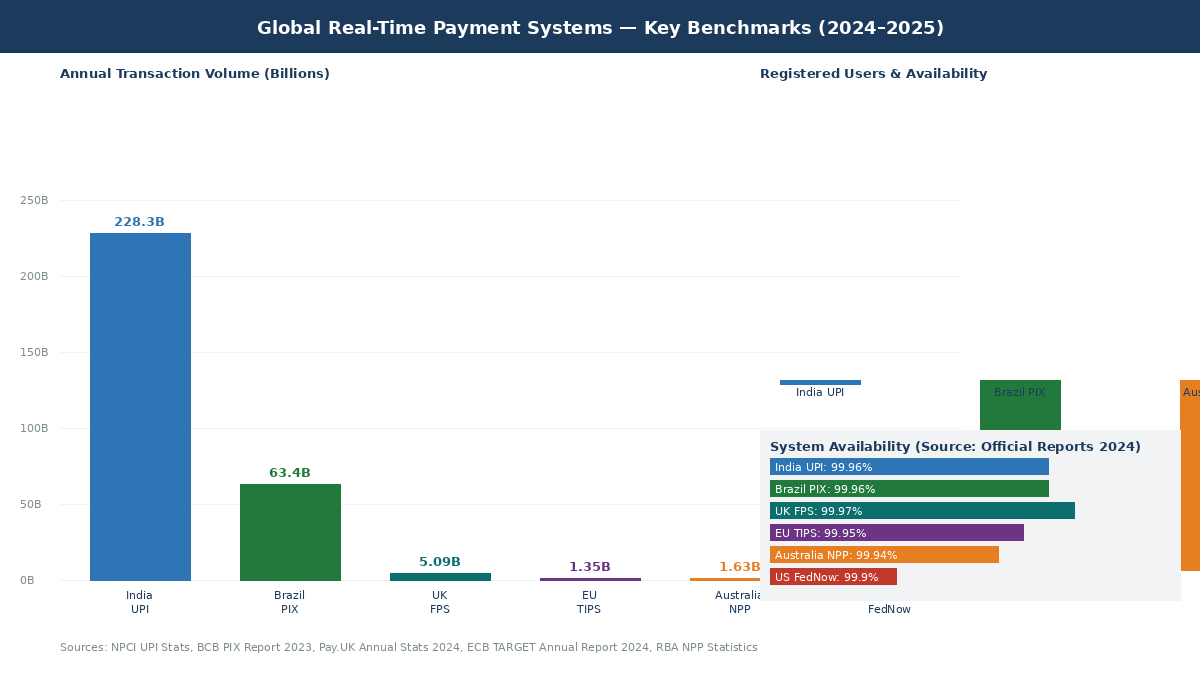 Global Real-Time Payment Systems — Key Benchmarks (2024–2025)
Annual Transaction Volume (Billions)
Registered Users & Availability
250B
200B
150B
100B
50B
0B
228.3B
63.4B
5.09B
1.35B
1.63B
India
UPI
Brazil
PIX
UK
FPS
EU
TIPS
Australia
NPP
FedNow
India UPI
Brazil PIX
System Availability (Source: Official Reports 2024)
India UPI: 99.96%
Brazil PIX: 99.96%
UK FPS: 99.97%
EU TIPS: 99.95%
Australia NPP: 99.94%
US FedNow: 99.9%
Sources: NPCI UPI Stats, BCB PIX Report 2023, Pay.UK Annual Stats 2024, ECB TARGET Annual Report 2024, RBA NPP Statistics